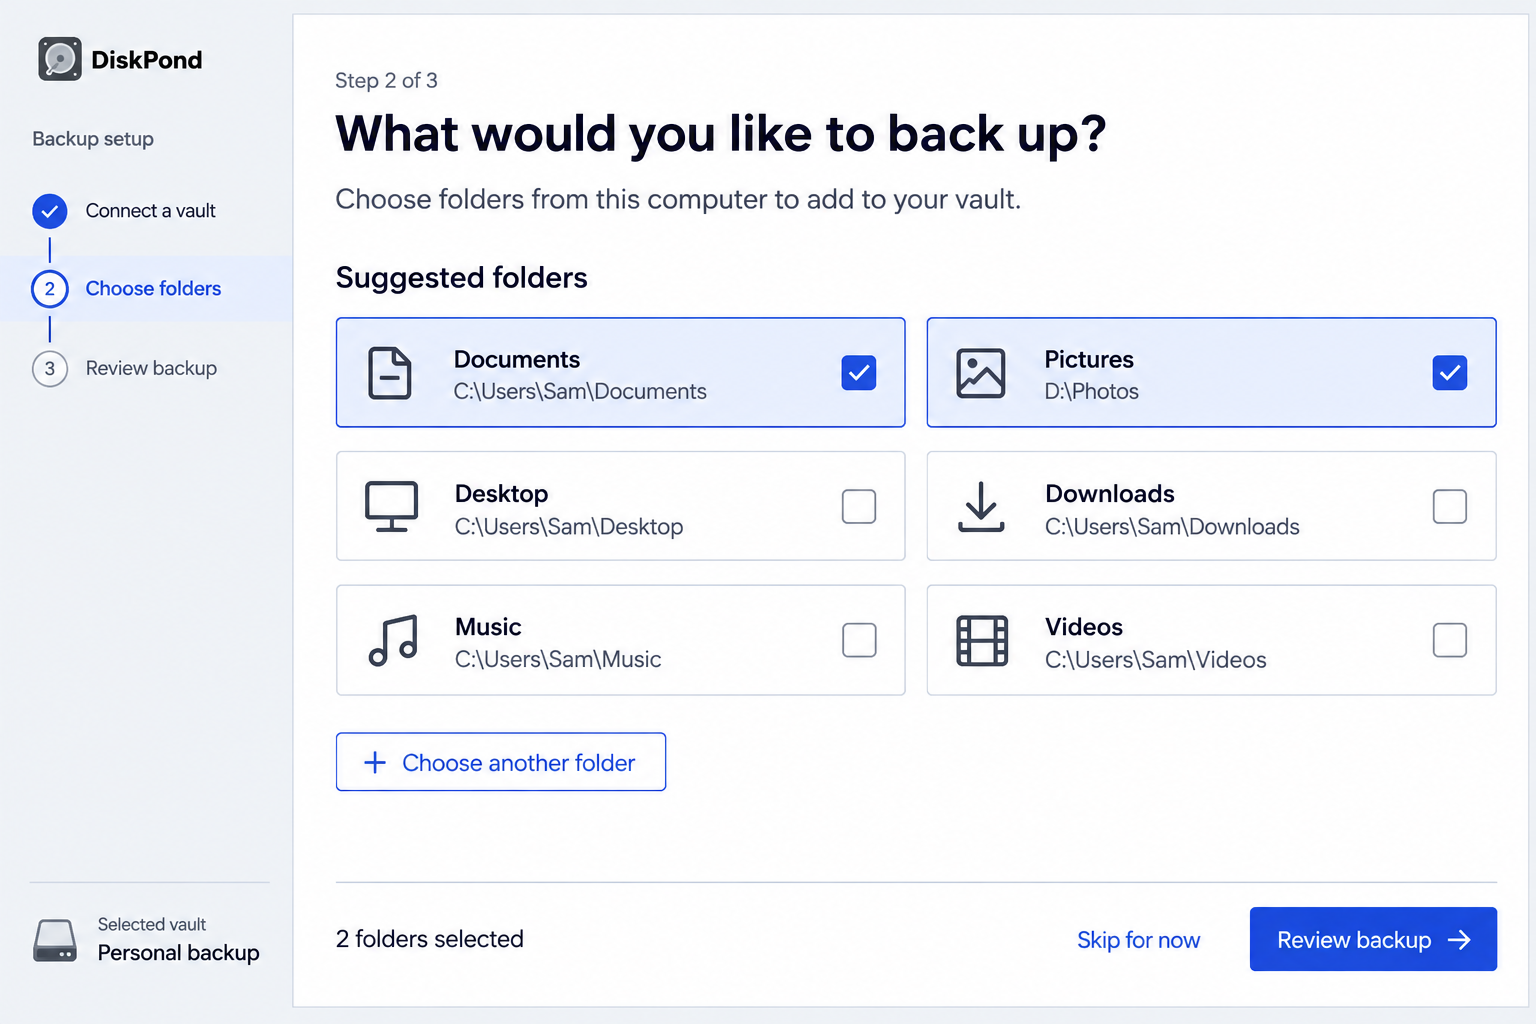 DiskPond
Backup setup
Connect a vault
2
Choose folders
3
Review backup
Selected vault
Personal backup
Step 2 of 3
What would you like to back up?
Choose folders from this computer to add to your vault.
Suggested folders
Documents
C:\Users\Sam\Documents
Pictures
D:\Photos
Desktop
C:\Users\Sam\Desktop
Downloads
C:\Users\Sam\Downloads
Music
C:\Users\Sam\Music
Videos
C:\Users\Sam\Videos
Choose another folder
2 folders selected
Skip for now
Review backup